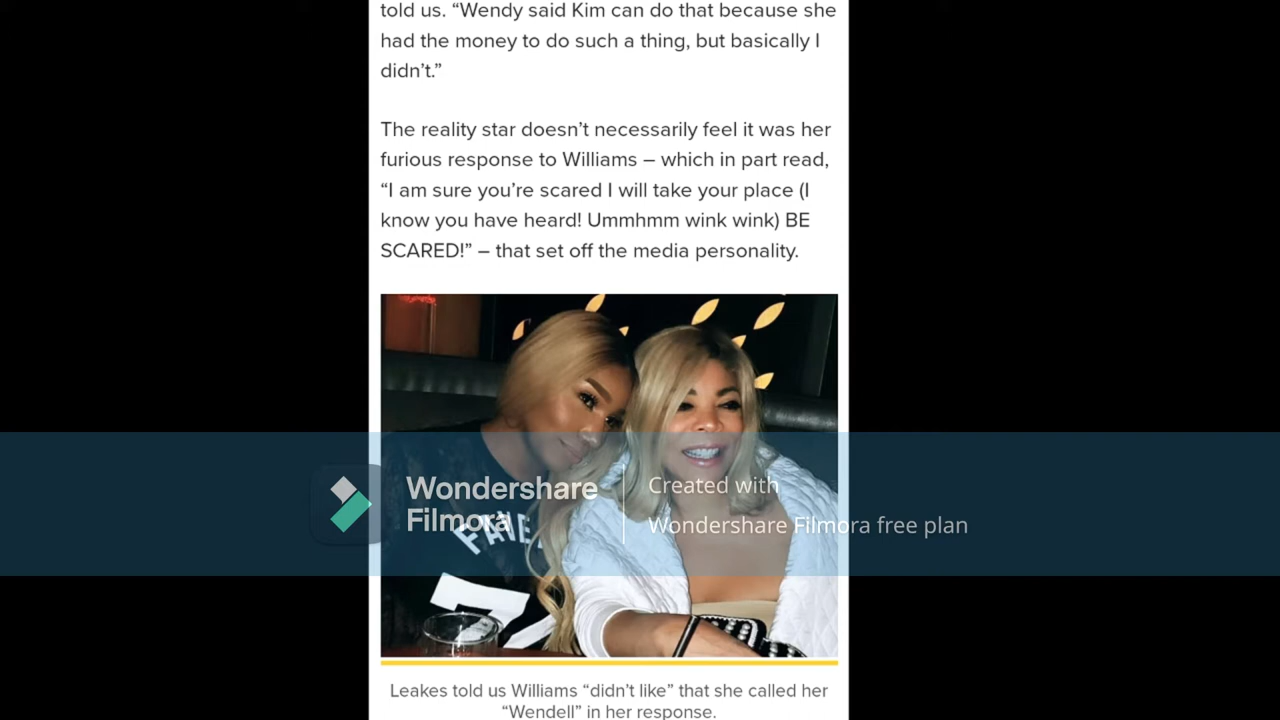 told us. “Wendy said Kim can do that because she
had the money to do such a thing, but basically I
didn’t.”
The reality star doesn’t necessarily feel it was her
furious response to Williams – which in part read,
“I am sure you’re scared I will take your place (I
know you have heard! Ummhmm wink wink) BE
SCARED!” – that set off the media personality.
Wondershare
Filmora
Created with
Wondershare Filmora free plan
Leakes told us Williams “didn’t like” that she called her
“Wendell” in her response.